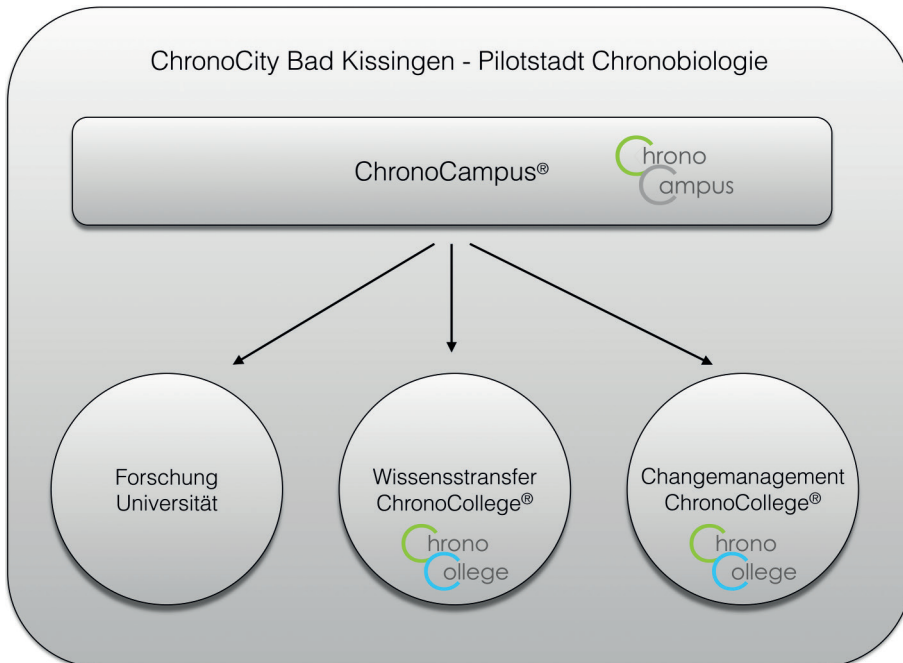 ChronoCity Bad Kissingen - Pilotstadt Chronobiologie
ChronoCampus®
Chrono
Campus
Forschung
Universität
Wissensstransfer
ChronoCollege®
Chrono
College
Changemanagement
ChronoCollege®
Chrono
College